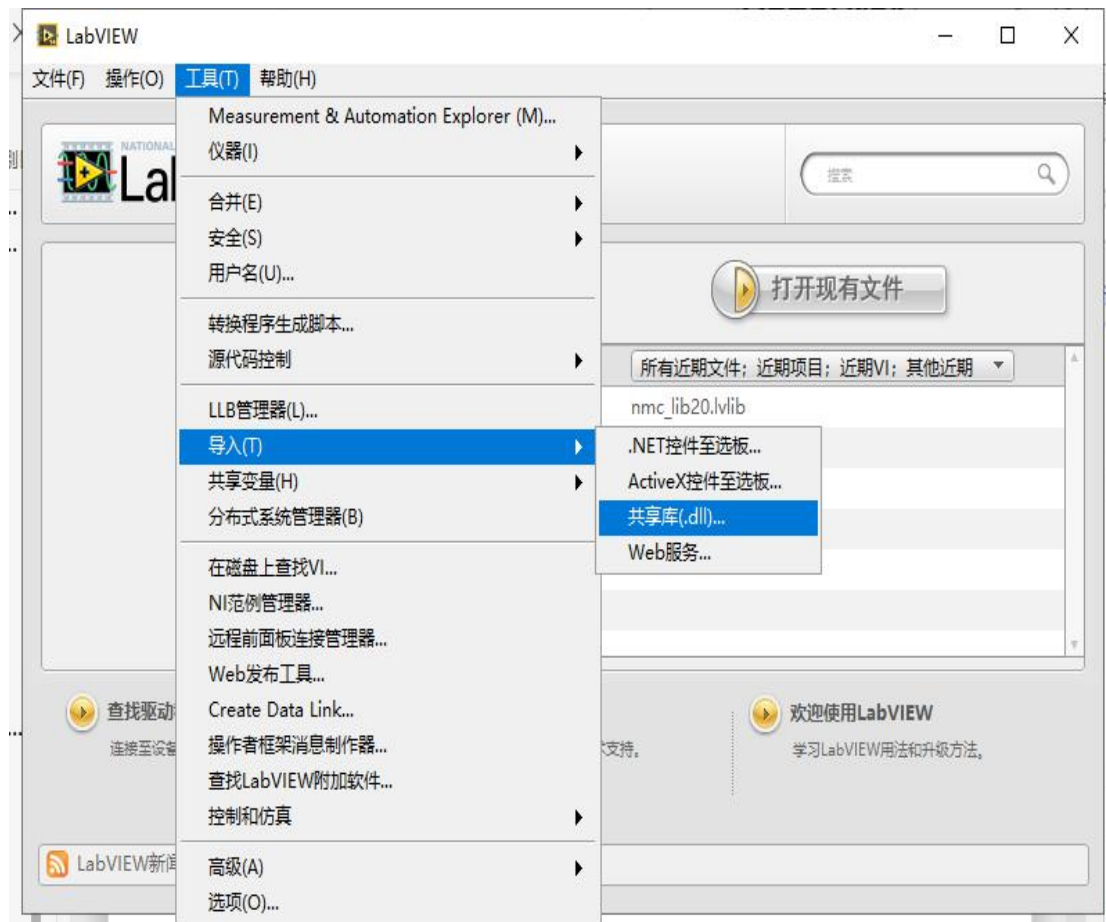 LabVIEW
文件(F) 操作(O) 工具(T) 帮助(H)
Measurement & Automation Explorer (M)...
仪器(I)
合并(E)
安全(S)
用户名(U)...
转换程序生成脚本...
源代码控制
LLB管理器(L)...
导入(T)
共享变量(H)
分布式系统管理器(B)
在磁盘上查找VI...
NI范例管理器...
远程前面板连接管理器...
Web发布工具...
Create Data Link...
操作者框架消息制作器...
查找LabVIEW附加软件...
控制和仿真
高级(A)
选项(O)...
.NET控件至选板...
ActiveX控件至选板...
共享库(.dll)...
Web服务...
NATIONAL
La
搜索
打开现有文件
所有近期文件；近期项目；近期VI；其他近期
nmc_lib20.lvlib
查找驱动
连接至设备
支持。
欢迎使用LabVIEW
学习LabVIEW用法和升级方法。
LabVIEW新闻